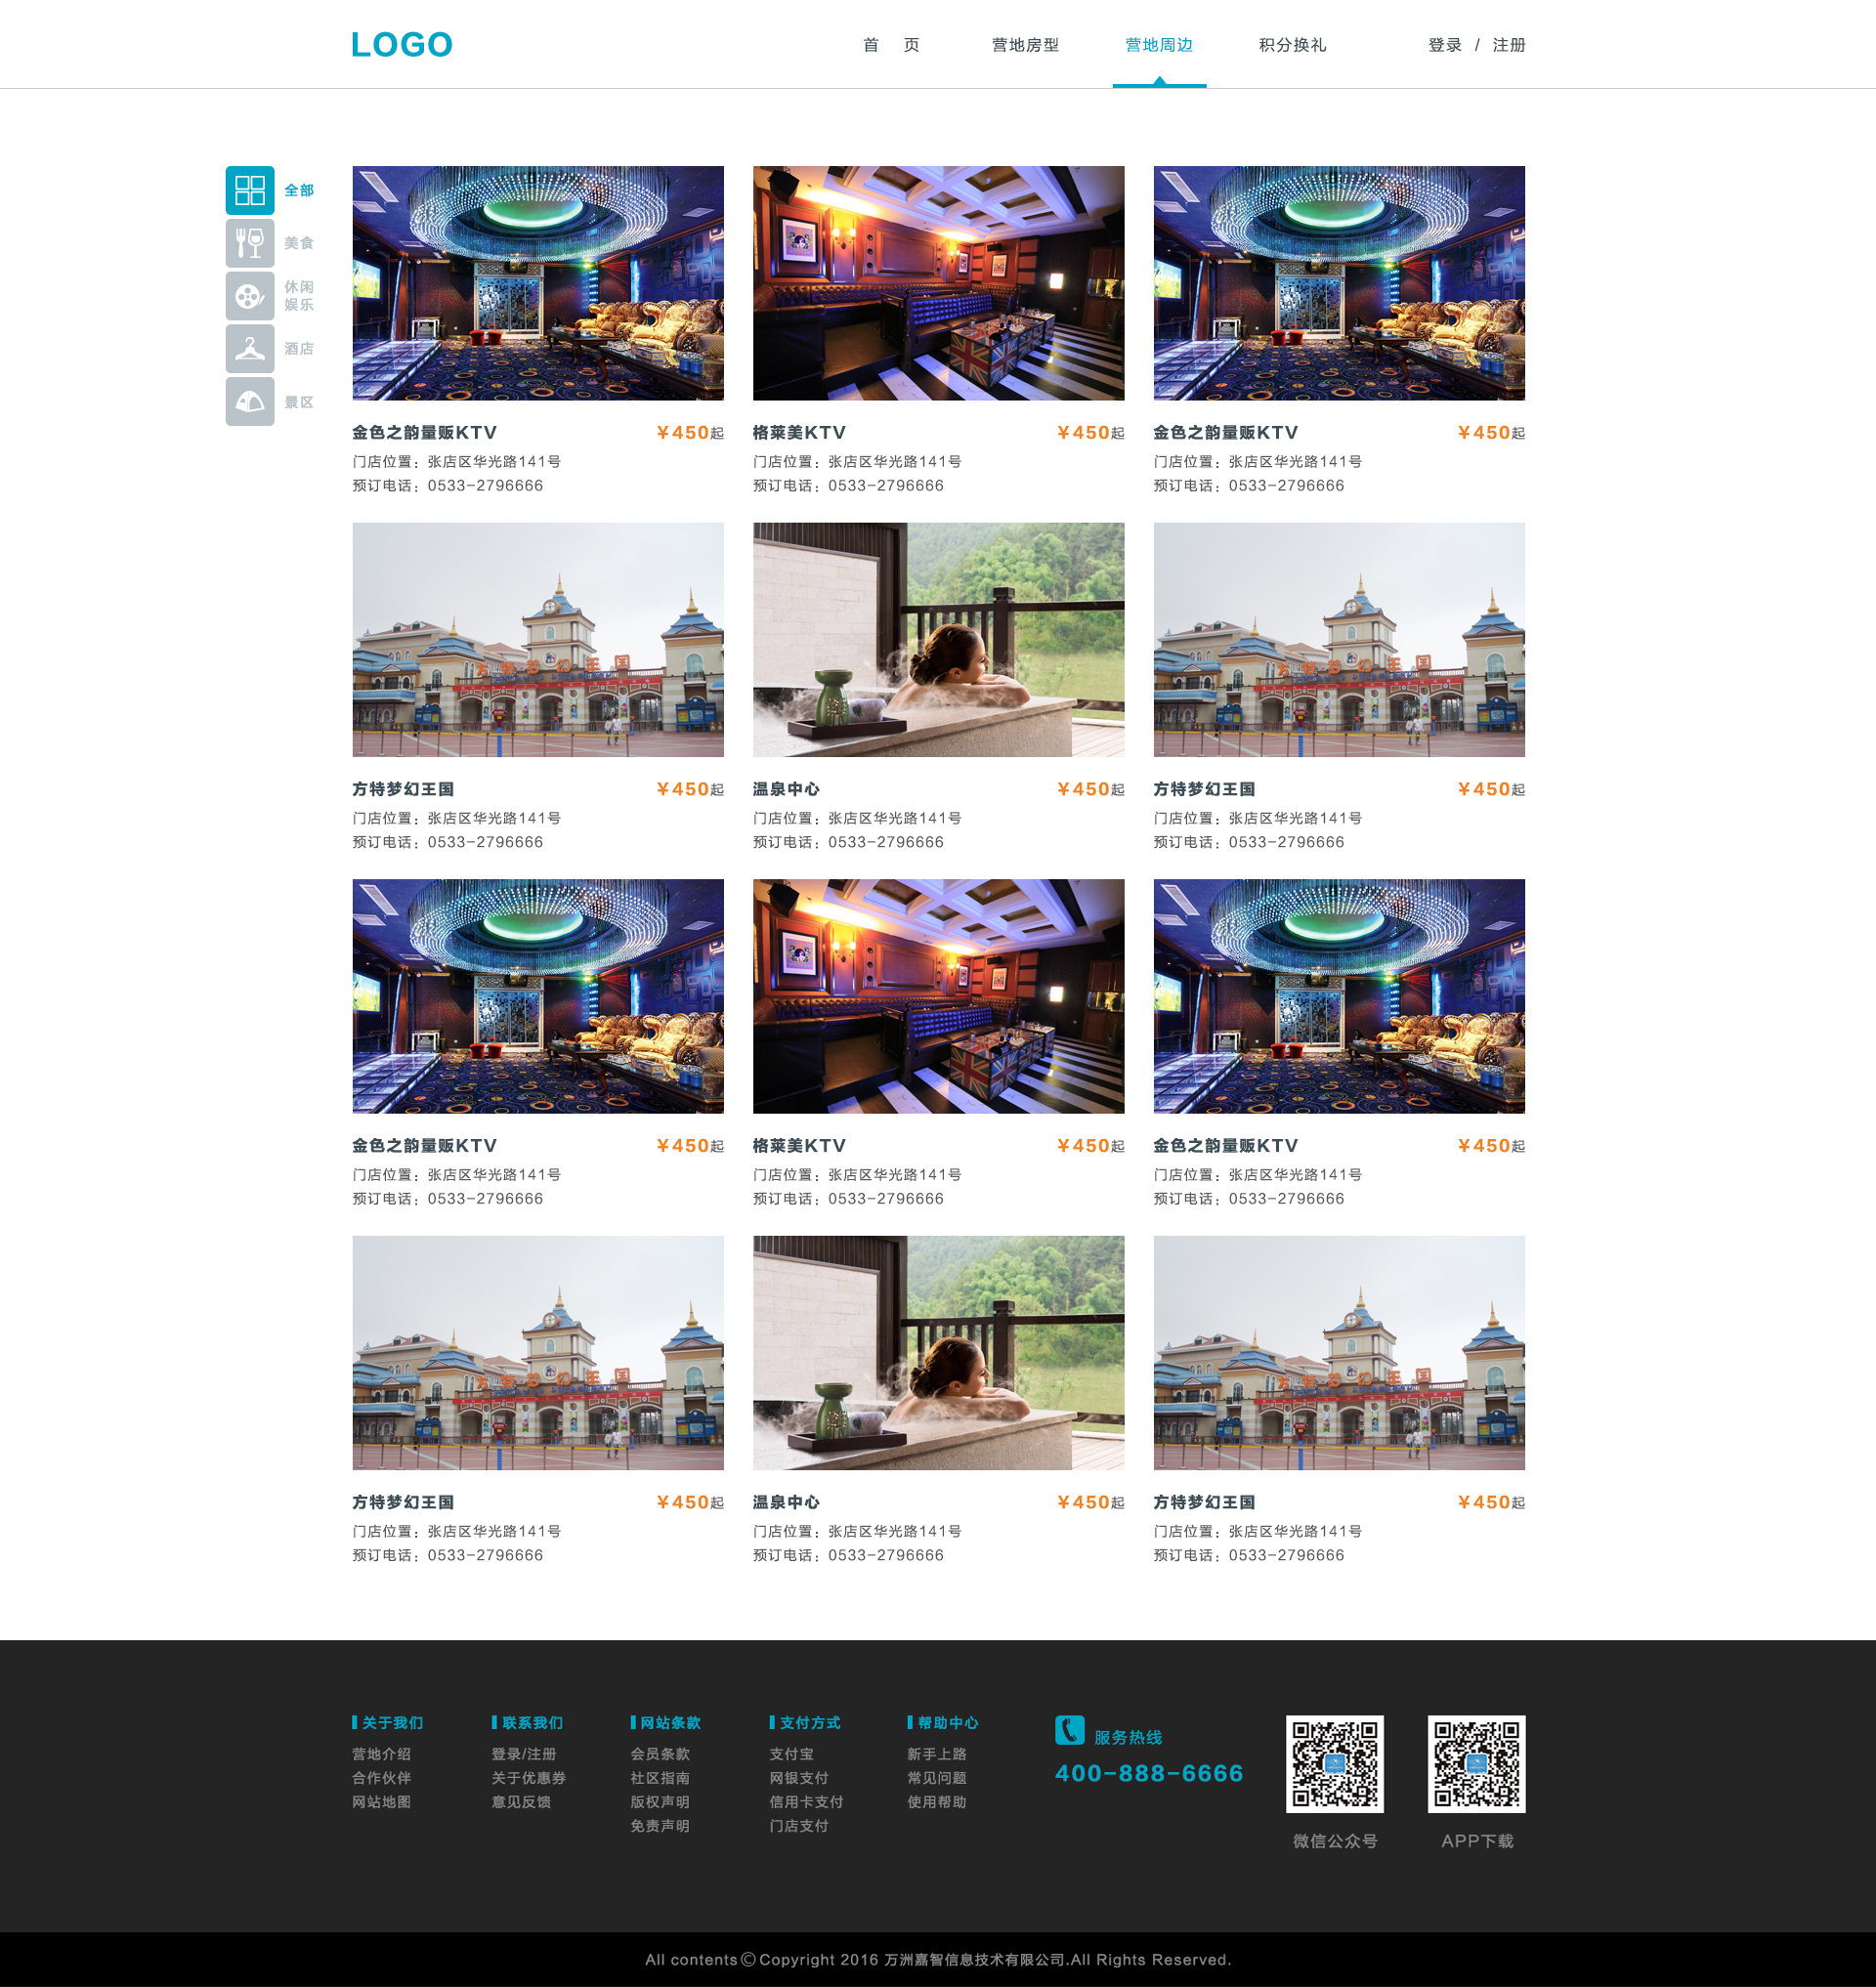 LOGO
首 页 营地房型 营地周边 积分换礼 登录 / 注册
全部
美食
休闲
娱乐
酒店
景区
金色之韵量贩KTV ¥450起
门店位置：张店区华光路141号
预订电话：0533-2796666
格莱美KTV ¥450起
门店位置：张店区华光路141号
预订电话：0533-2796666
金色之韵量贩KTV ¥450起
门店位置：张店区华光路141号
预订电话：0533-2796666
方特梦幻王国
方特梦幻王国 ¥450起
门店位置：张店区华光路141号
预订电话：0533-2796666
温泉中心 ¥450起
门店位置：张店区华光路141号
预订电话：0533-2796666
方特梦幻王国
方特梦幻王国 ¥450起
门店位置：张店区华光路141号
预订电话：0533-2796666
金色之韵量贩KTV ¥450起
门店位置：张店区华光路141号
预订电话：0533-2796666
格莱美KTV ¥450起
门店位置：张店区华光路141号
预订电话：0533-2796666
金色之韵量贩KTV ¥450起
门店位置：张店区华光路141号
预订电话：0533-2796666
方特梦幻王国
方特梦幻王国 ¥450起
门店位置：张店区华光路141号
预订电话：0533-2796666
温泉中心 ¥450起
门店位置：张店区华光路141号
预订电话：0533-2796666
方特梦幻王国
方特梦幻王国 ¥450起
门店位置：张店区华光路141号
预订电话：0533-2796666
关于我们
营地介绍
合作伙伴
网站地图
联系我们
登录/注册
关于优惠券
意见反馈
网站条款
会员条款
社区指南
版权声明
免责声明
支付方式
支付宝
网银支付
信用卡支付
门店支付
帮助中心
新手上路
常见问题
使用帮助
服务热线
400-888-6666
微信公众号
APP下载
All contents©Copyright 2016 万洲嘉智信息技术有限公司.All Rights Reserved.